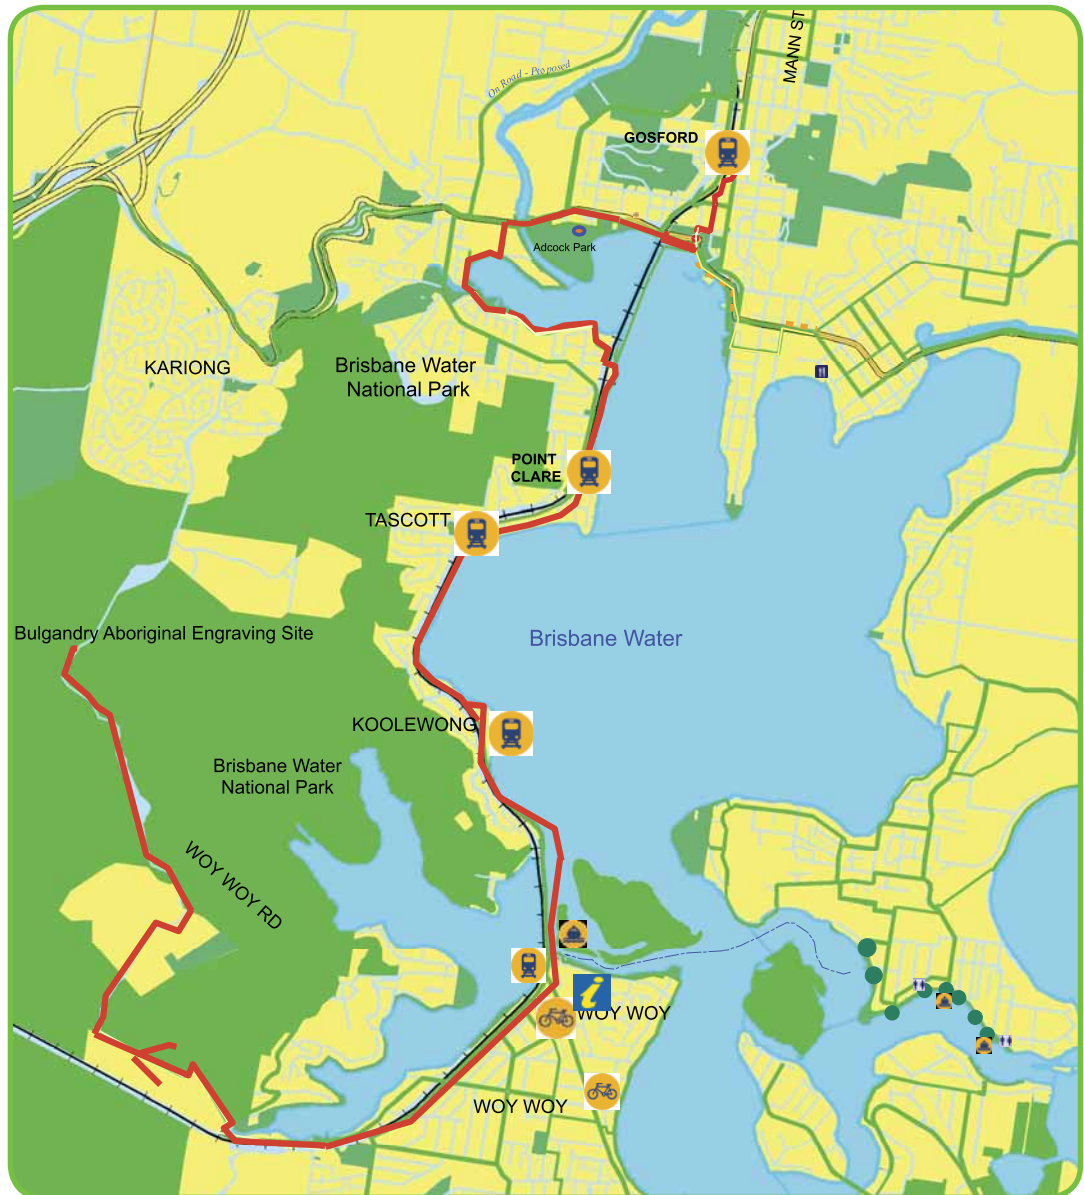 MANN ST
On Road - Proposed
GOSFORD
Adcock Park
KARIONG
Brisbane Water
National Park
POINT
CLARE
TASCOTT
Bulgandry Aboriginal Engraving Site
Brisbane Water
KOOLEWONG
Brisbane Water
National Park
WOY WOY RD
i
WOY WOY
WOY WOY